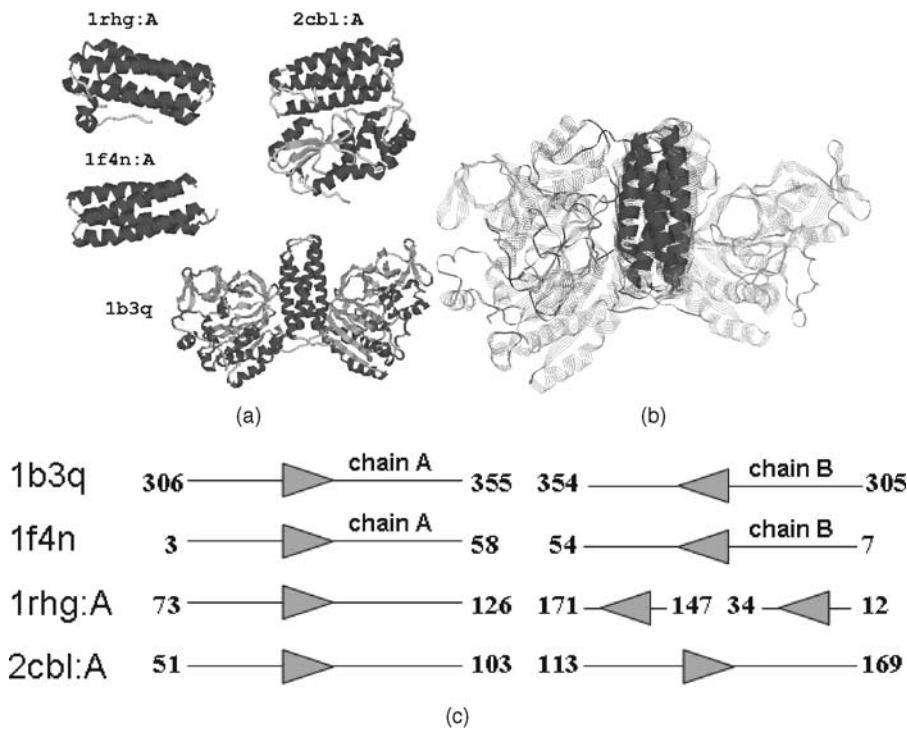 1rhg:A
2cbl:A
1f4n:A
1b3q
(a)
(b)
1b3q 306 chain A 355 354 chain B 305
1f4n 3 chain A 58 54 chain B 7
1rhg:A 73 126 171 147 34 12
2cbl:A 51 103 113 169
(c)